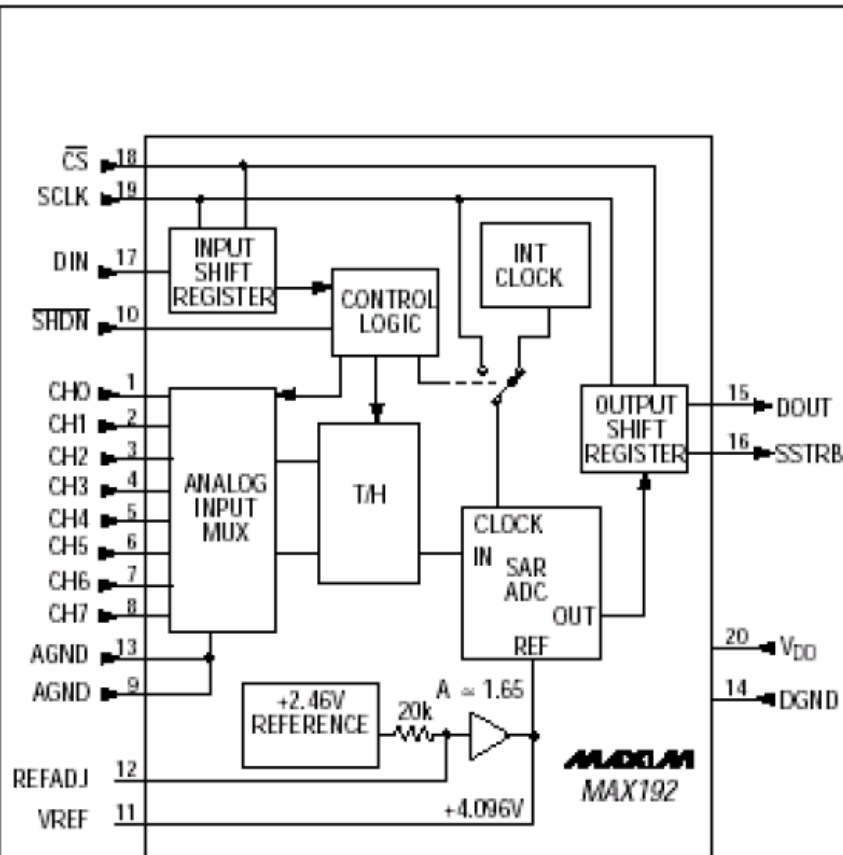 CS 18
SCLK 19
DIN 17
SHDN 10
INPUT
SHIFT
REGISTER
CONTROL
LOGIC
INT
CLOCK
CH0 1
CH1 2
CH2 3
CH3 4
CH4 5
CH5 6
CH6 7
CH7 8
AGND 13
AGND 9
ANALOG
INPUT
MUX
T/H
CLOCK
IN
SAR
ADC
OUT
REF
OUTPUT
SHIFT
REGISTER
15 DOUT
16 SSTRB
20 VDD
14 DGND
+2.46V
REFERENCE
20k
A ≃ 1.65
REFADJ 12
VREF 11
+4.096V
MAXIM
MAX192